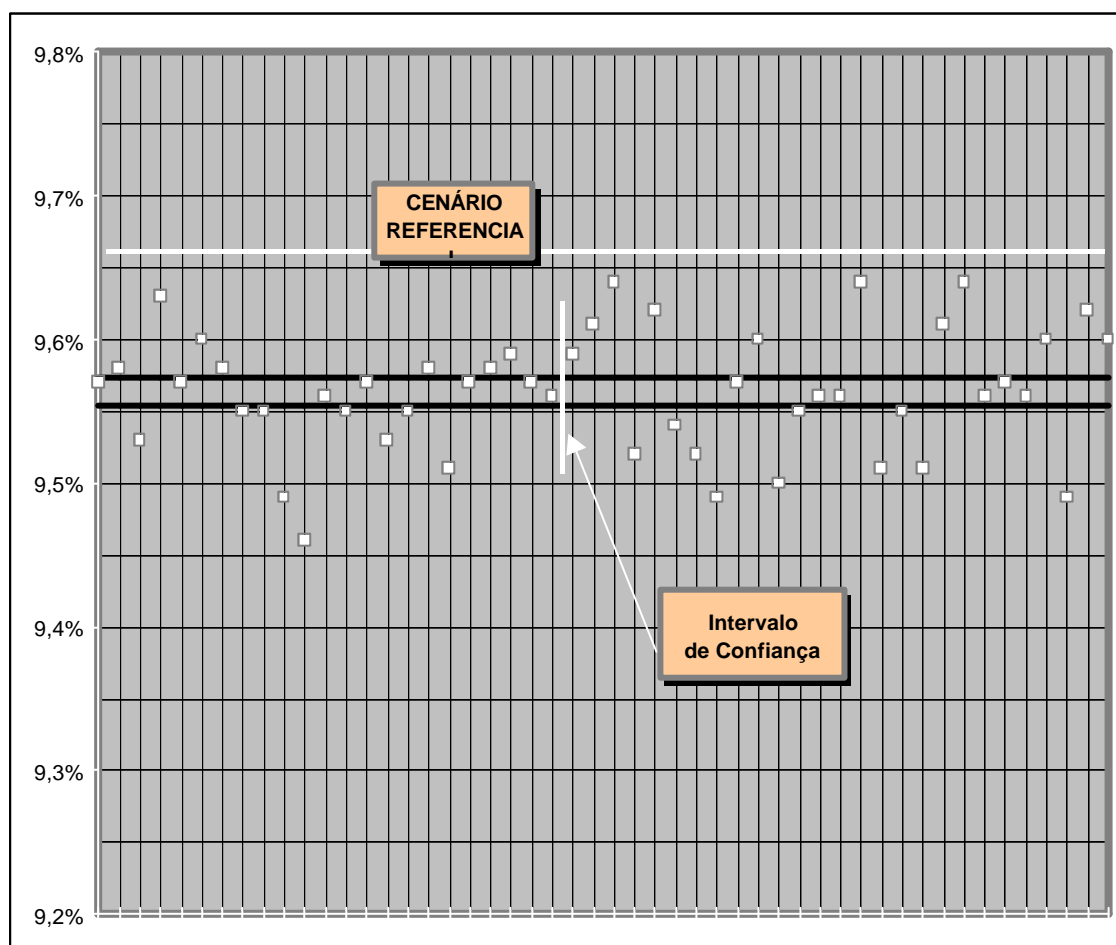 9,8%
9,7%
CENÁRIO
REFERENCIA
9,6%
9,5%
9,4%
Intervalo
de Confiança
9,3%
9,2%